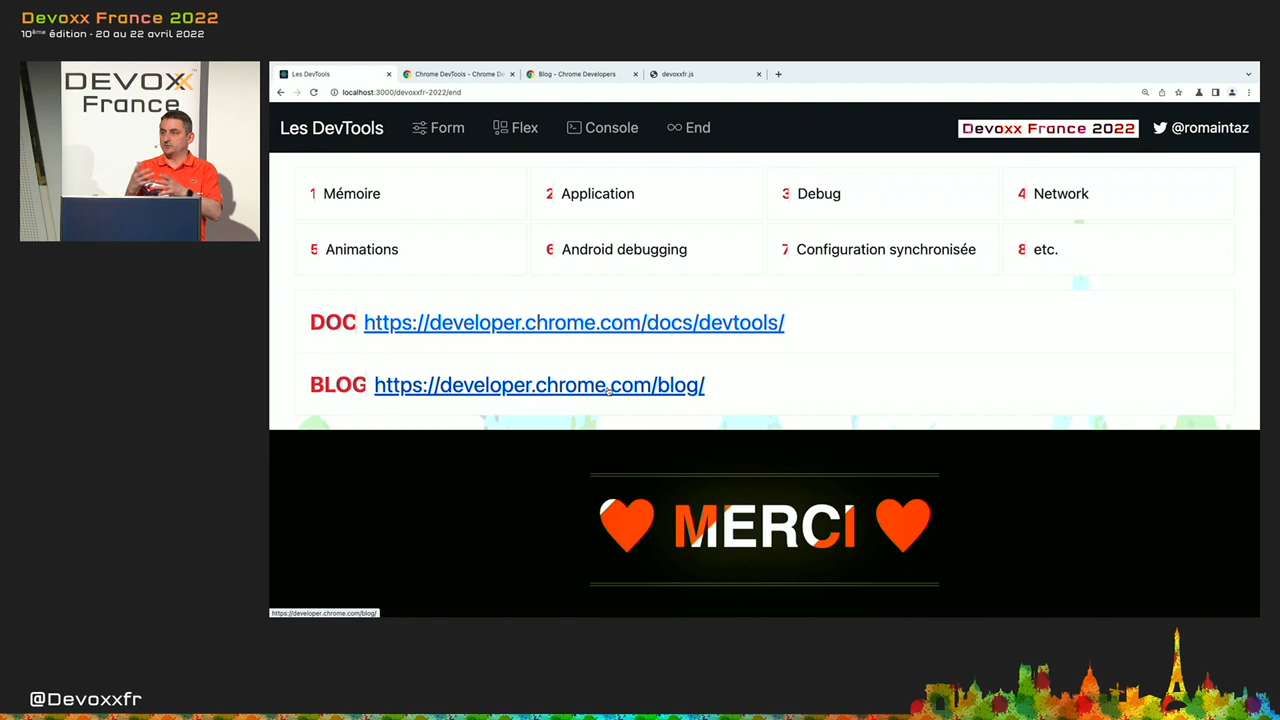 Devoxx France 2022
10ème édition - 20 au 22 avril 2022
DEVOXX™
France
Les DevTools
Chrome DevTools - Chrome De
Blog - Chrome Developers
devoxxfr.js
localhost:3000/devoxxfr-2022/end
Les DevTools
Form
Flex
Console
End
Devoxx France 2022
@romaintaz
1 Mémoire
2 Application
3 Debug
4 Network
5 Animations
6 Android debugging
7 Configuration synchronisée
8 etc.
DOC https://developer.chrome.com/docs/devtools/
BLOG https://developer.chrome.com/blog/
MERCI
https://developer.chrome.com/blog/
@Devoxxfr